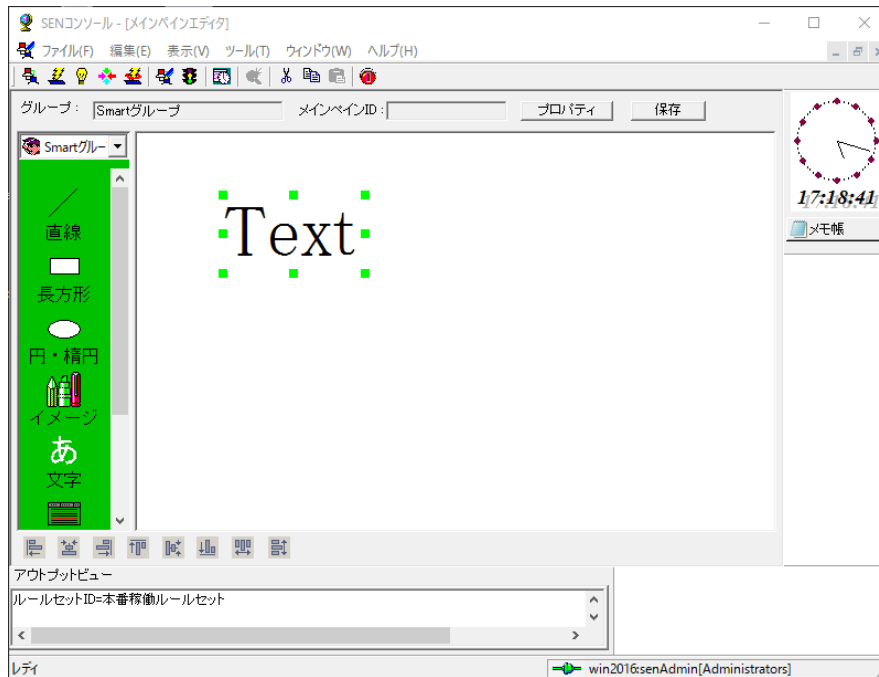 SENコンソール - [メインペインエディタ]
ファイル(F) 編集(E) 表示(V) ツール(T) ウインドウ(W) ヘルプ(H)
グループ： Smartグループ メインペインID： プロパティ 保存
Smartグルー
直線
長方形
円・楕円
イメージ
あ
文字
Text
17:18:41
メモ帳
アウトプットビュー
ルールセットID=本番稼働ルールセット
レディ
win2016:senAdmin[Administrators]